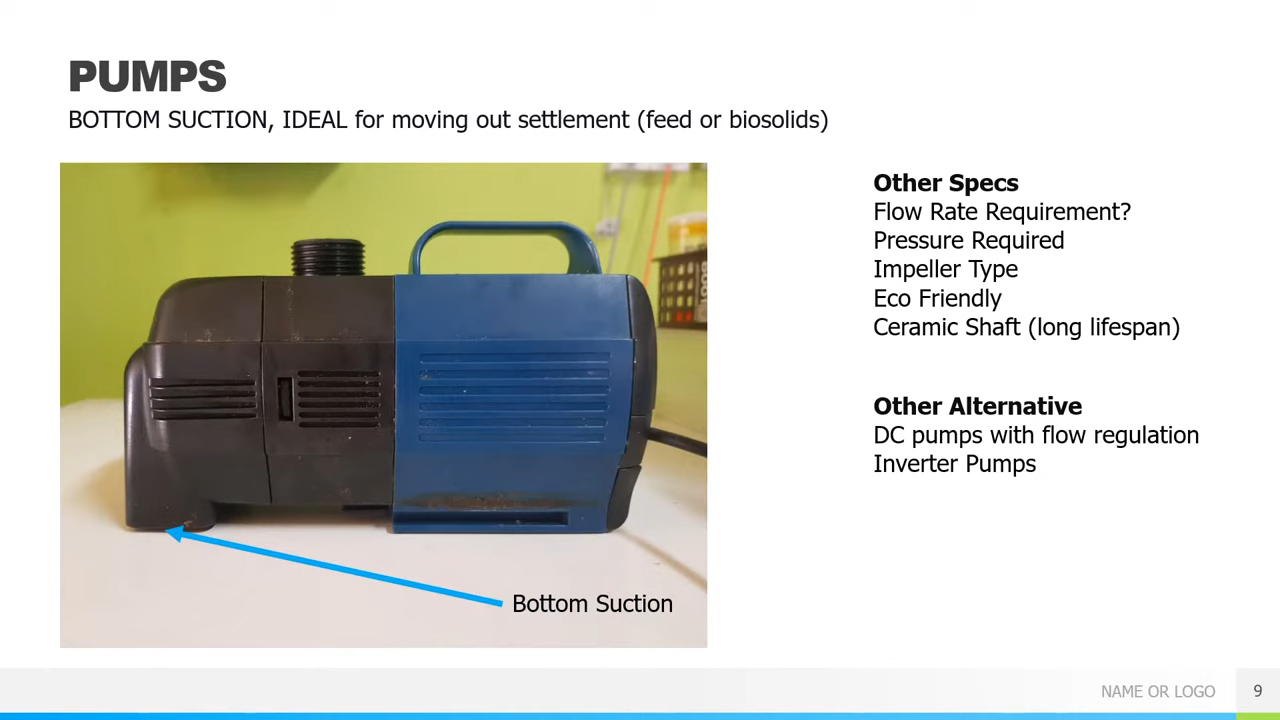 PUMPS
BOTTOM SUCTION, IDEAL for moving out settlement (feed or biosolids)
Other Specs
Flow Rate Requirement?
Pressure Required
Impeller Type
Eco Friendly
Ceramic Shaft (long lifespan)
Other Alternative
DC pumps with flow regulation
Inverter Pumps
Bottom Suction
NAME OR LOGO
9